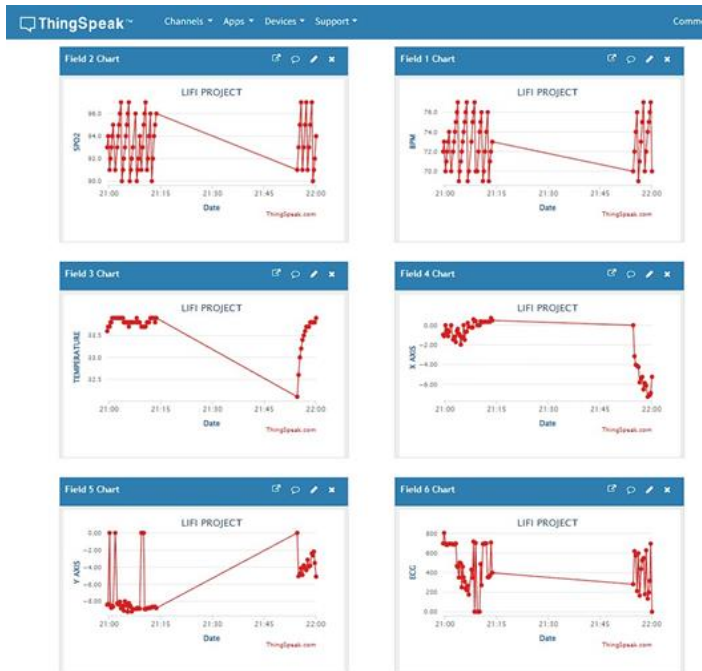 ThingSpeak™ Channels Apps Devices Support Comm
Field 2 Chart
LIFI PROJECT
SPO2
96.0
94.0
92.0
90.0
21:00 21:15 21:30 21:45 22:00
Date
ThingSpeak.com
Field 1 Chart
LIFI PROJECT
BPM
76.0
74.0
72.0
70.0
21:00 21:15 21:30 21:45 22:00
Date
ThingSpeak.com
Field 3 Chart
LIFI PROJECT
TEMPERATURE
33.5
33.0
32.5
21:00 21:15 21:30 21:45 22:00
Date
ThingSpeak.com
Field 4 Chart
LIFI PROJECT
X AXIS
0.00
-2.00
-4.00
-6.00
21:00 21:15 21:30 21:45 22:00
Date
ThingSpeak.com
Field 5 Chart
LIFI PROJECT
Y AXIS
0.00
-2.00
-4.00
-6.00
-8.00
21:00 21:15 21:30 21:45 22:00
Date
ThingSpeak.com
Field 6 Chart
LIFI PROJECT
ECG
800
600
400
200
0.00
21:00 21:15 21:30 21:45 22:00
Date
ThingSpeak.com